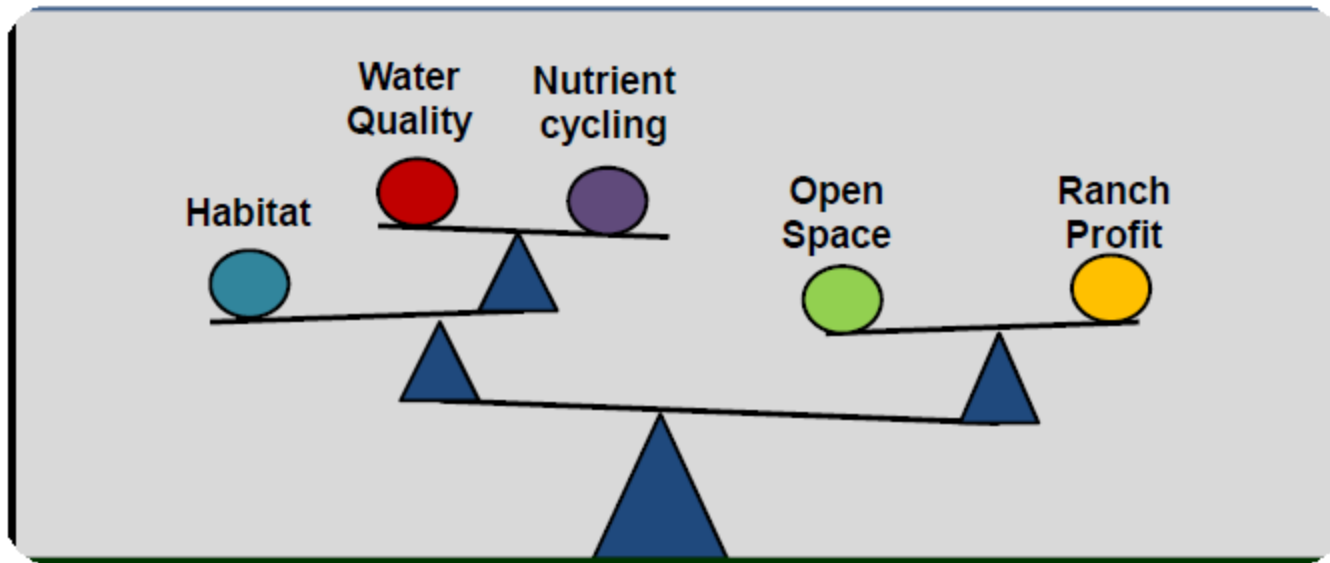 Water
Quality
Nutrient
cycling
Habitat
Open
Space
Ranch
Profit